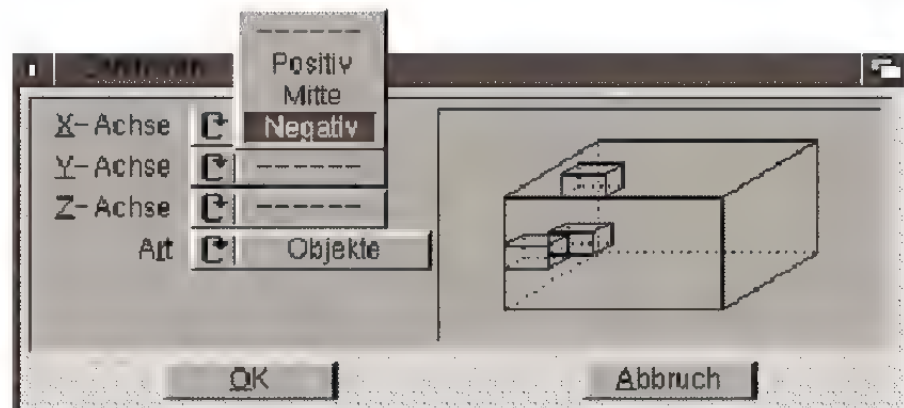 -------
Positiv
Mitte
X-Achse
Negativ
Y-Achse -------
Z-Achse -------
Art Objekte
OK Abbruch